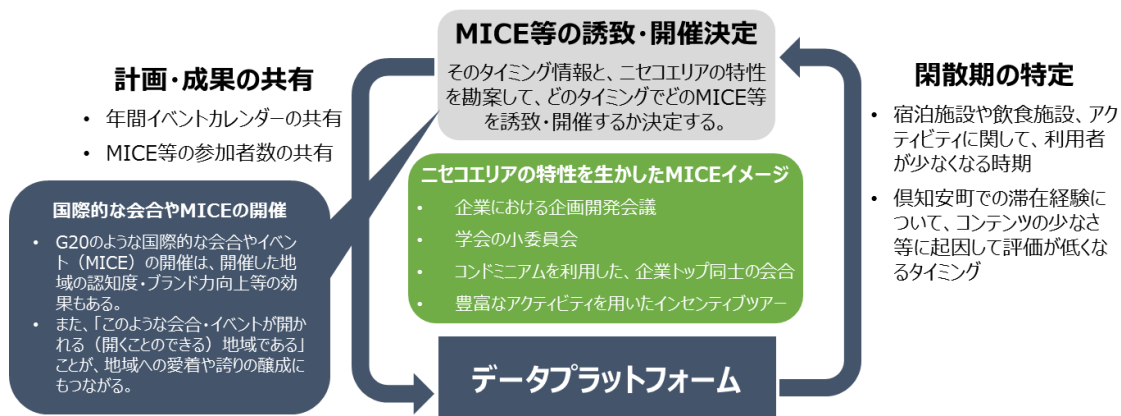 MICE等の誘致・開催決定
そのタイミング情報と、ニセコエリアの特性
を勘案して、どのタイミングでどのMICE等
を誘致・開催するか決定する。
計画・成果の共有
• 年間イベントカレンダーの共有
• MICE等の参加者数の共有
閑散期の特定
• 宿泊施設や飲食施設、アク
ティビティに関して、利用者
が少なくなる時期
• 倶知安町での滞在経験に
ついて、コンテンツの少なさ
等に起因して評価が低くな
るタイミング
国際的な会合やMICEの開催
• G20のような国際的な会合やイベン
ト（MICE）の開催は、開催した地
域の認知度・ブランド力向上等の効
果もある。
• また、「このような会合・イベントが開か
れる（開くことのできる）地域である」
ことが、地域への愛着や誇りの醸成に
もつながる。
ニセコエリアの特性を生かしたMICEイメージ
• 企業における企画開発会議
• 学会の小委員会
• コンドミニアムを利用した、企業トップ同士の会合
• 豊富なアクティビティを用いたインセンティブツアー
データプラットフォーム